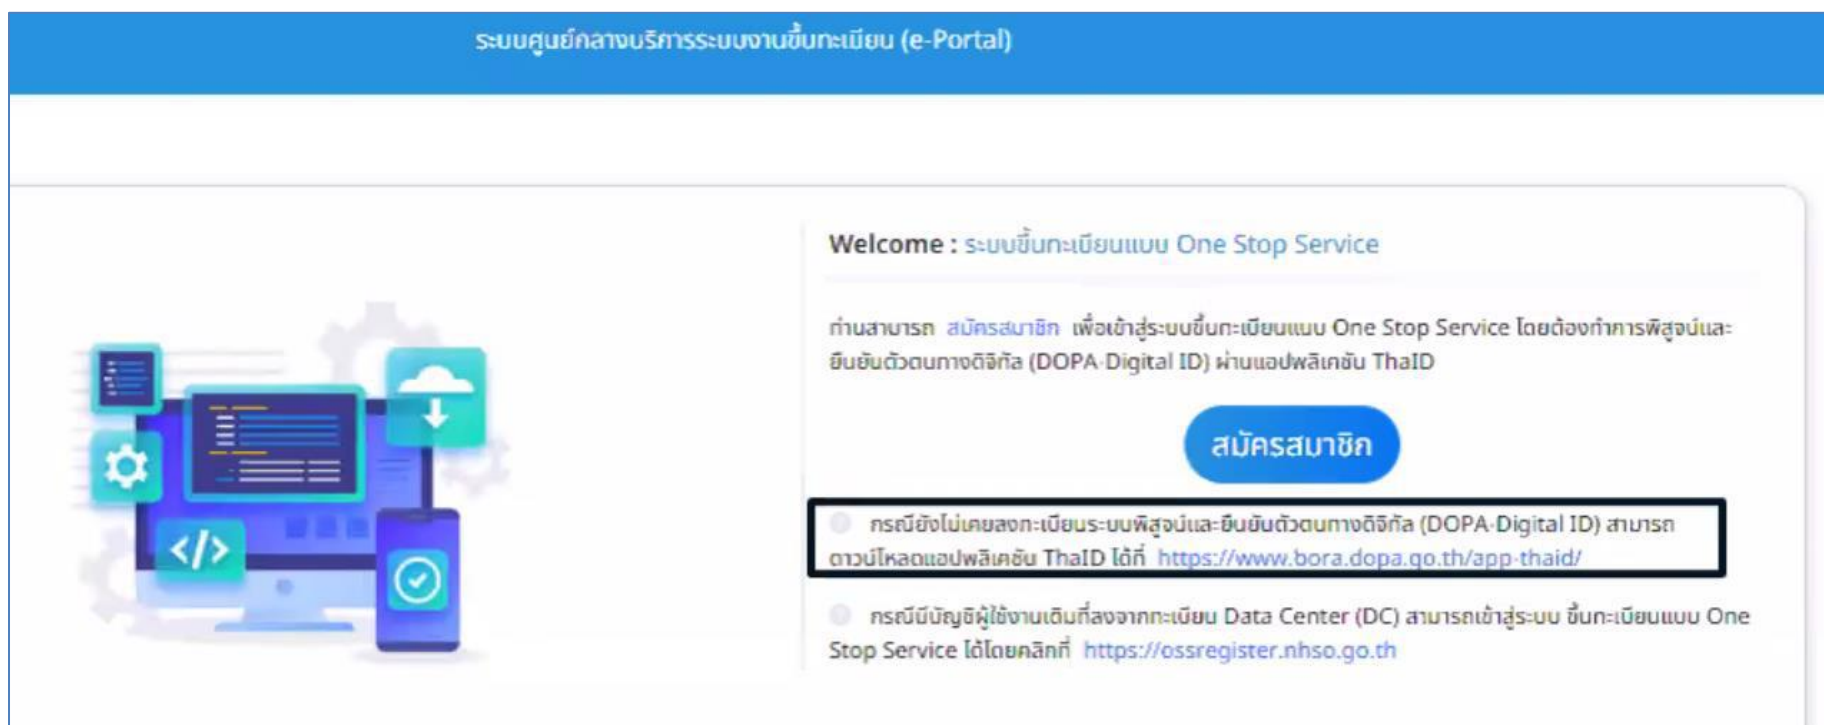 ระบบศูนย์กลางบริการระบบงานขึ้นทะเบียน (e-Portal)
Welcome : ระบบขึ้นทะเบียนแบบ One Stop Service
ท่านสามารถ สมัครสมาชิก เพื่อเข้าสู่ระบบขึ้นทะเบียนแบบ One Stop Service โดยต้องทำการพิสูจน์และ
ยืนยันตัวตนทางดิจิทัล (DOPA-Digital ID) ผ่านแอปพลิเคชัน ThaID
สมัครสมาชิก
กรณียังไม่เคยลงทะเบียนระบบพิสูจน์และยืนยันตัวตนทางดิจิทัล (DOPA-Digital ID) สามารถ
ดาวน์โหลดแอปพลิเคชัน ThaID ได้ที่ https://www.bora.dopa.go.th/app-thaid/
กรณีมีบัญชีผู้ใช้งานเดิมที่ลงจากทะเบียน Data Center (DC) สามารถเข้าสู่ระบบ ขึ้นทะเบียนแบบ One
Stop Service ได้โดยคลิกที่ https://ossregister.nhso.go.th